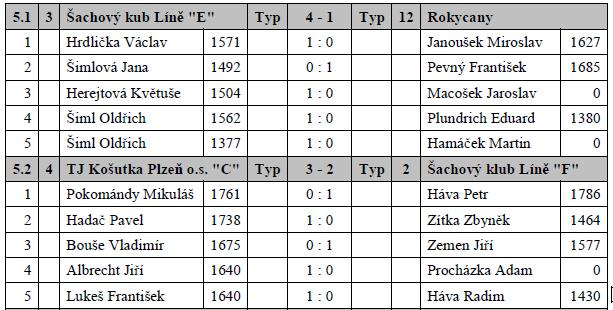 5.1 3 Šachový kub Líně "E" Typ 4 - 1 Typ 12 Rokycany
1 Hrdlička Václav 1571 1 : 0 Janoušek Miroslav 1627
2 Šimlová Jana 1492 0 : 1 Pevný František 1685
3 Herejtová Květuše 1504 1 : 0 Macošek Jaroslav 0
4 Šiml Oldřich 1562 1 : 0 Plundrich Eduard 1380
5 Šiml Oldřich 1377 1 : 0 Hamáček Martin 0
5.2 4 TJ Košutka Plzeň o.s. "C" Typ 3 - 2 Typ 2 Šachový klub Líně "F"
1 Pokomándy Mikuláš 1761 0 : 1 Háva Petr 1786
2 Hadač Pavel 1738 1 : 0 Zítka Zbyněk 1464
3 Bouše Vladimír 1675 0 : 1 Zemen Jiří 1577
4 Albrecht Jiří 1640 1 : 0 Procházka Adam 0
5 Lukeš František 1640 1 : 0 Háva Radim 1430